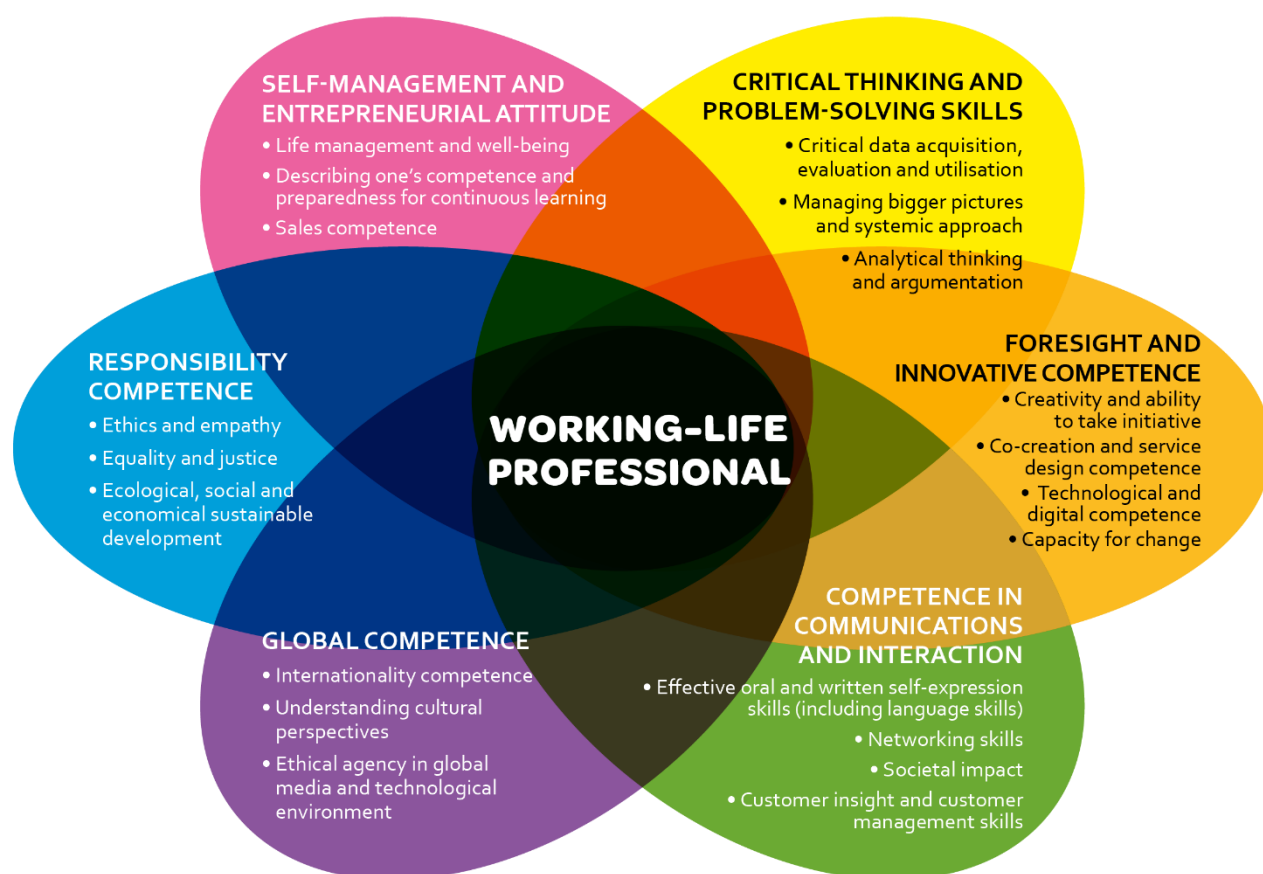 SELF-MANAGEMENT AND
ENTREPRENEURIAL ATTITUDE
• Life management and well-being
• Describing one's competence and
preparedness for continuous learning
• Sales competence
CRITICAL THINKING AND
PROBLEM-SOLVING SKILLS
• Critical data acquisition,
evaluation and utilisation
• Managing bigger pictures
and systemic approach
• Analytical thinking
and argumentation
RESPONSIBILITY
COMPETENCE
• Ethics and empathy
• Equality and justice
• Ecological, social and
economical sustainable
development
WORKING-LIFE
PROFESSIONAL
FORESIGHT AND
INNOVATIVE COMPETENCE
• Creativity and ability
to take initiative
• Co-creation and service
design competence
• Technological and
digital competence
• Capacity for change
GLOBAL COMPETENCE
• Internationality competence
• Understanding cultural
perspectives
• Ethical agency in global
media and technological
environment
COMPETENCE IN
COMMUNICATIONS
AND INTERACTION
• Effective oral and written self-expression
skills (including language skills)
• Networking skills
• Societal impact
• Customer insight and customer
management skills